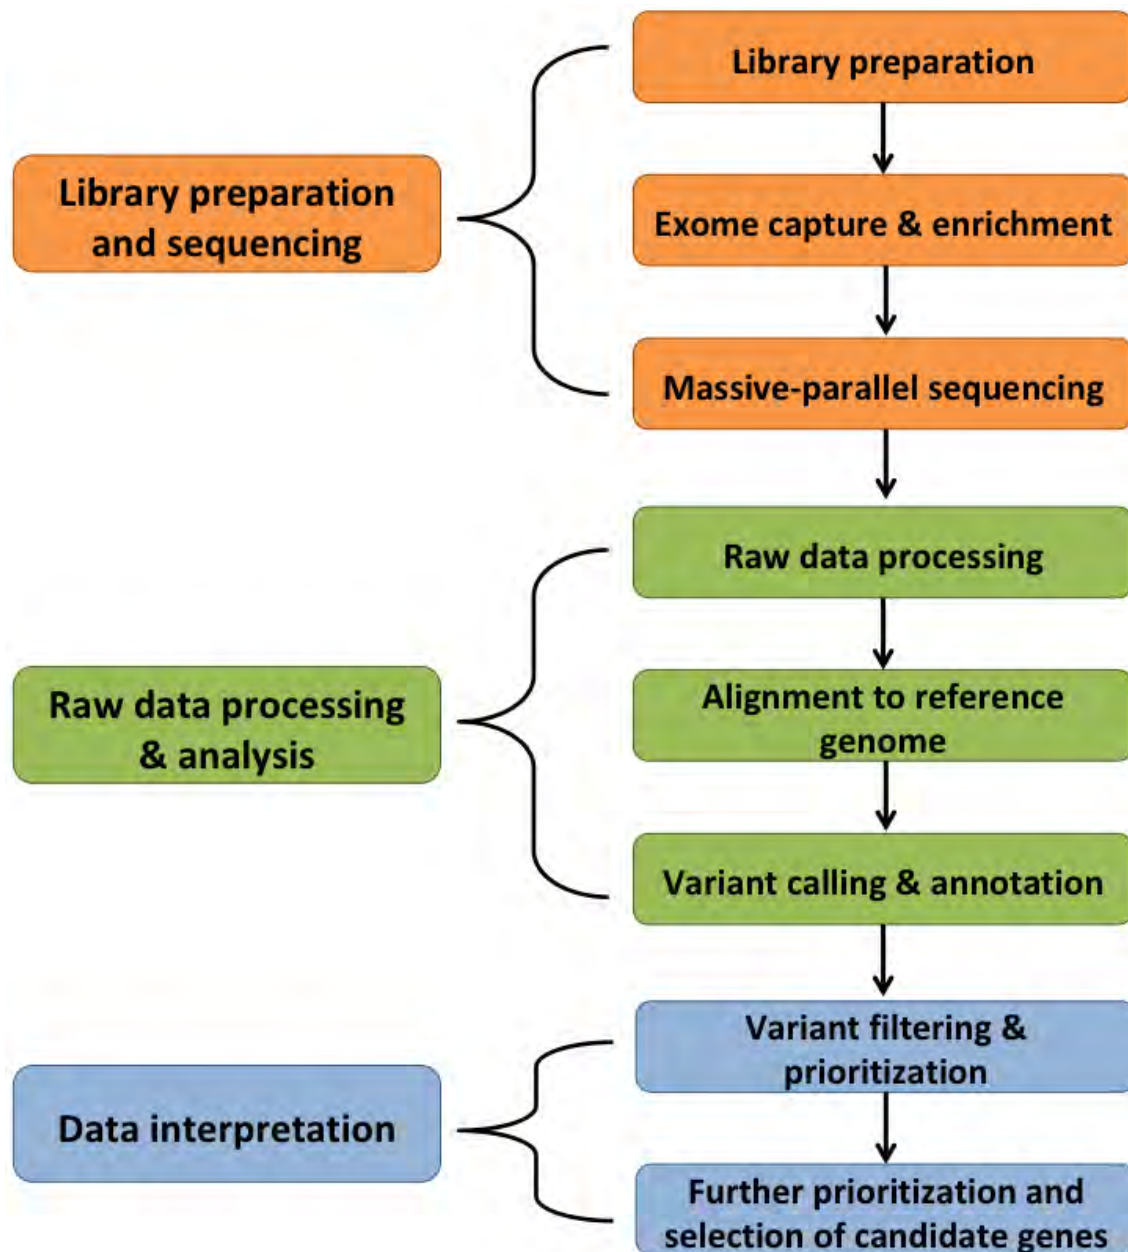 Library preparation
Library preparation
and sequencing
Exome capture & enrichment
Massive-parallel sequencing
Raw data processing
Raw data processing
& analysis
Alignment to reference
genome
Variant calling & annotation
Variant filtering &
prioritization
Data interpretation
Further prioritization and
selection of candidate genes